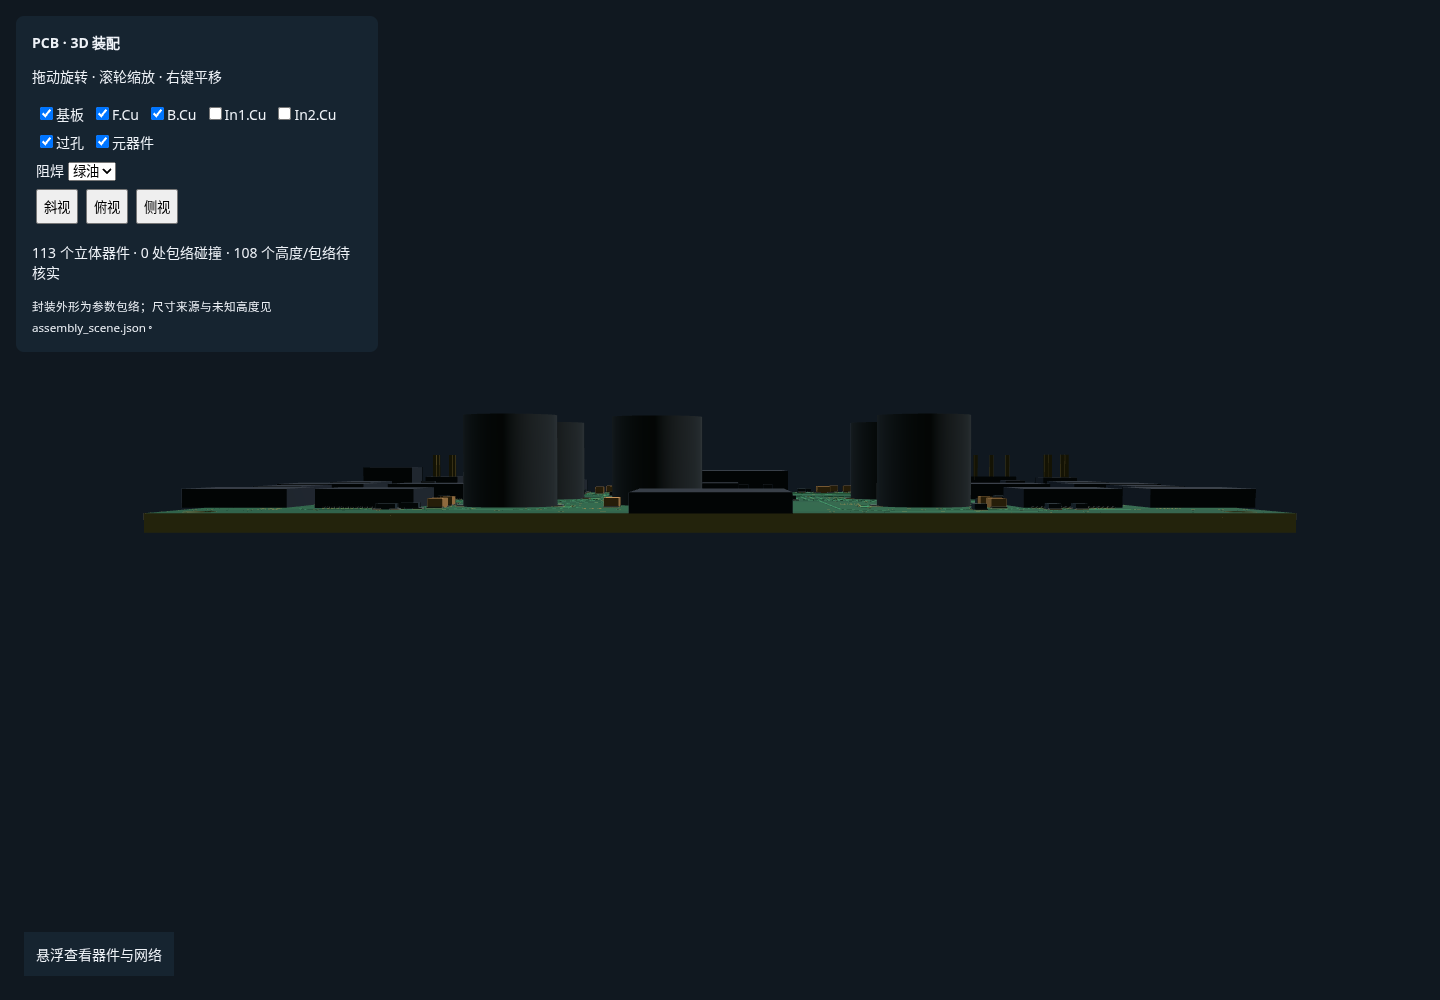 PCB · 3D 装配
拖动旋转 · 滚轮缩放 · 右键平移
基板 F.Cu B.Cu In1.Cu In2.Cu
过孔 元器件
阻焊 绿油
斜视 俯视 侧视
113 个立体器件 · 0 处包络碰撞 · 108 个高度/包络待
核实
封装外形为参数包络；尺寸来源与未知高度见
assembly_scene.json。
悬浮查看器件与网络